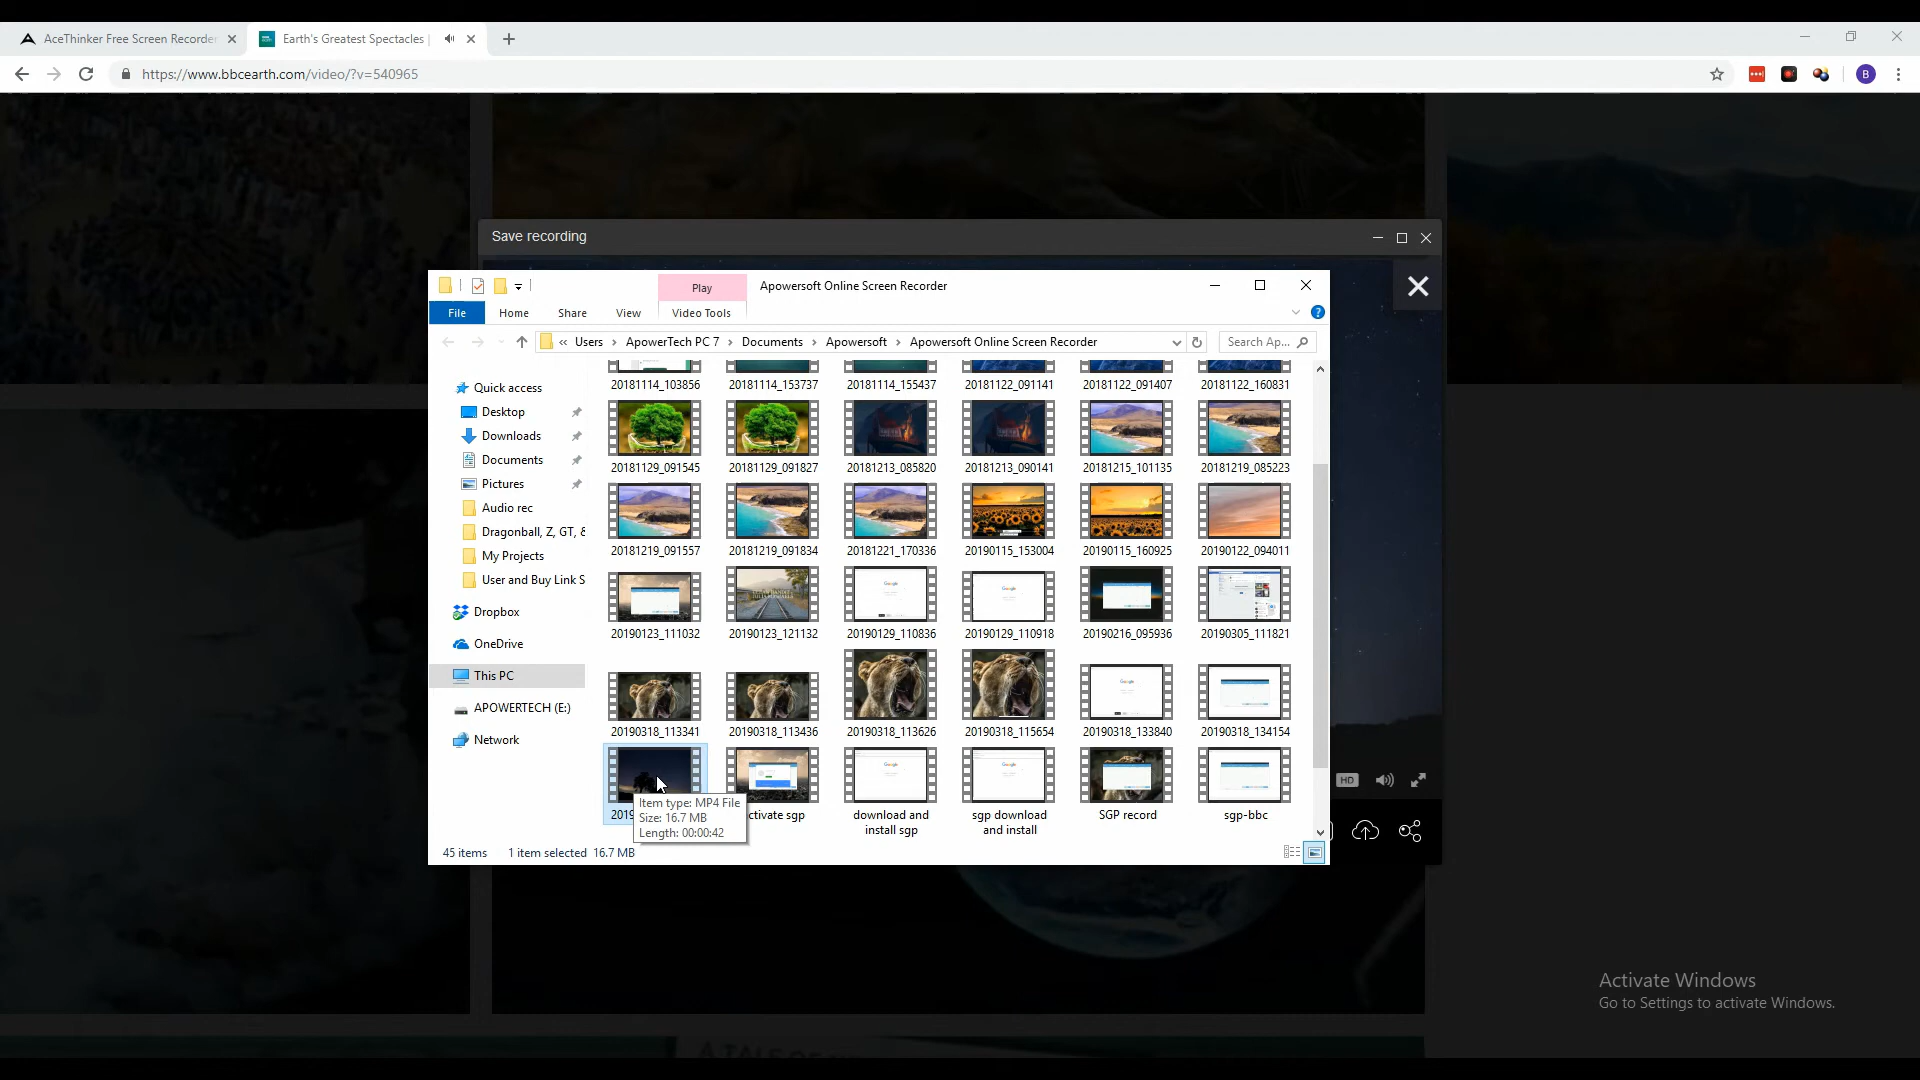 AceThinker Free Screen Recorder
Earth's Greatest Spectacles |
https://www.bbcearth.com/video/?v=540965
B
Save recording
Play
Apowersoft Online Screen Recorder
File
Home
Share
View
Video Tools
« Users > ApowerTech PC 7 > Documents > Apowersoft > Apowersoft Online Screen Recorder
Search Ap...
Quick access
Desktop
Downloads
Documents
Pictures
Audio rec
Dragonball, Z, GT, &
My Projects
User and Buy Link S
Dropbox
OneDrive
This PC
APOWERTECH (E:)
Network
20181114_103856 20181114_153737 20181114_155437 20181122_091141 20181122_091407 20181122_160831
20181129_091545 20181129_091827 20181213_085820 20181213_090141 20181215_101135 20181219_085223
20181219_091557 20181219_091834 20181221_170336 20190115_153004 20190115_160925 20190122_094011
20190123_111032 20190123_121132 20190129_110836 20190129_110918 20190216_095936 20190305_111821
20190318_113341 20190318_113436 20190318_113626 20190318_115654 20190318_133840 20190318_134154
2019
ctivate sgp
download and
install sgp
sgp download
and install
SGP record
sgp-bbc
Item type: MP4 File
Size: 16.7 MB
Length: 00:00:42
45 items
1 item selected 16.7 MB
HD
Activate Windows
Go to Settings to activate Windows.